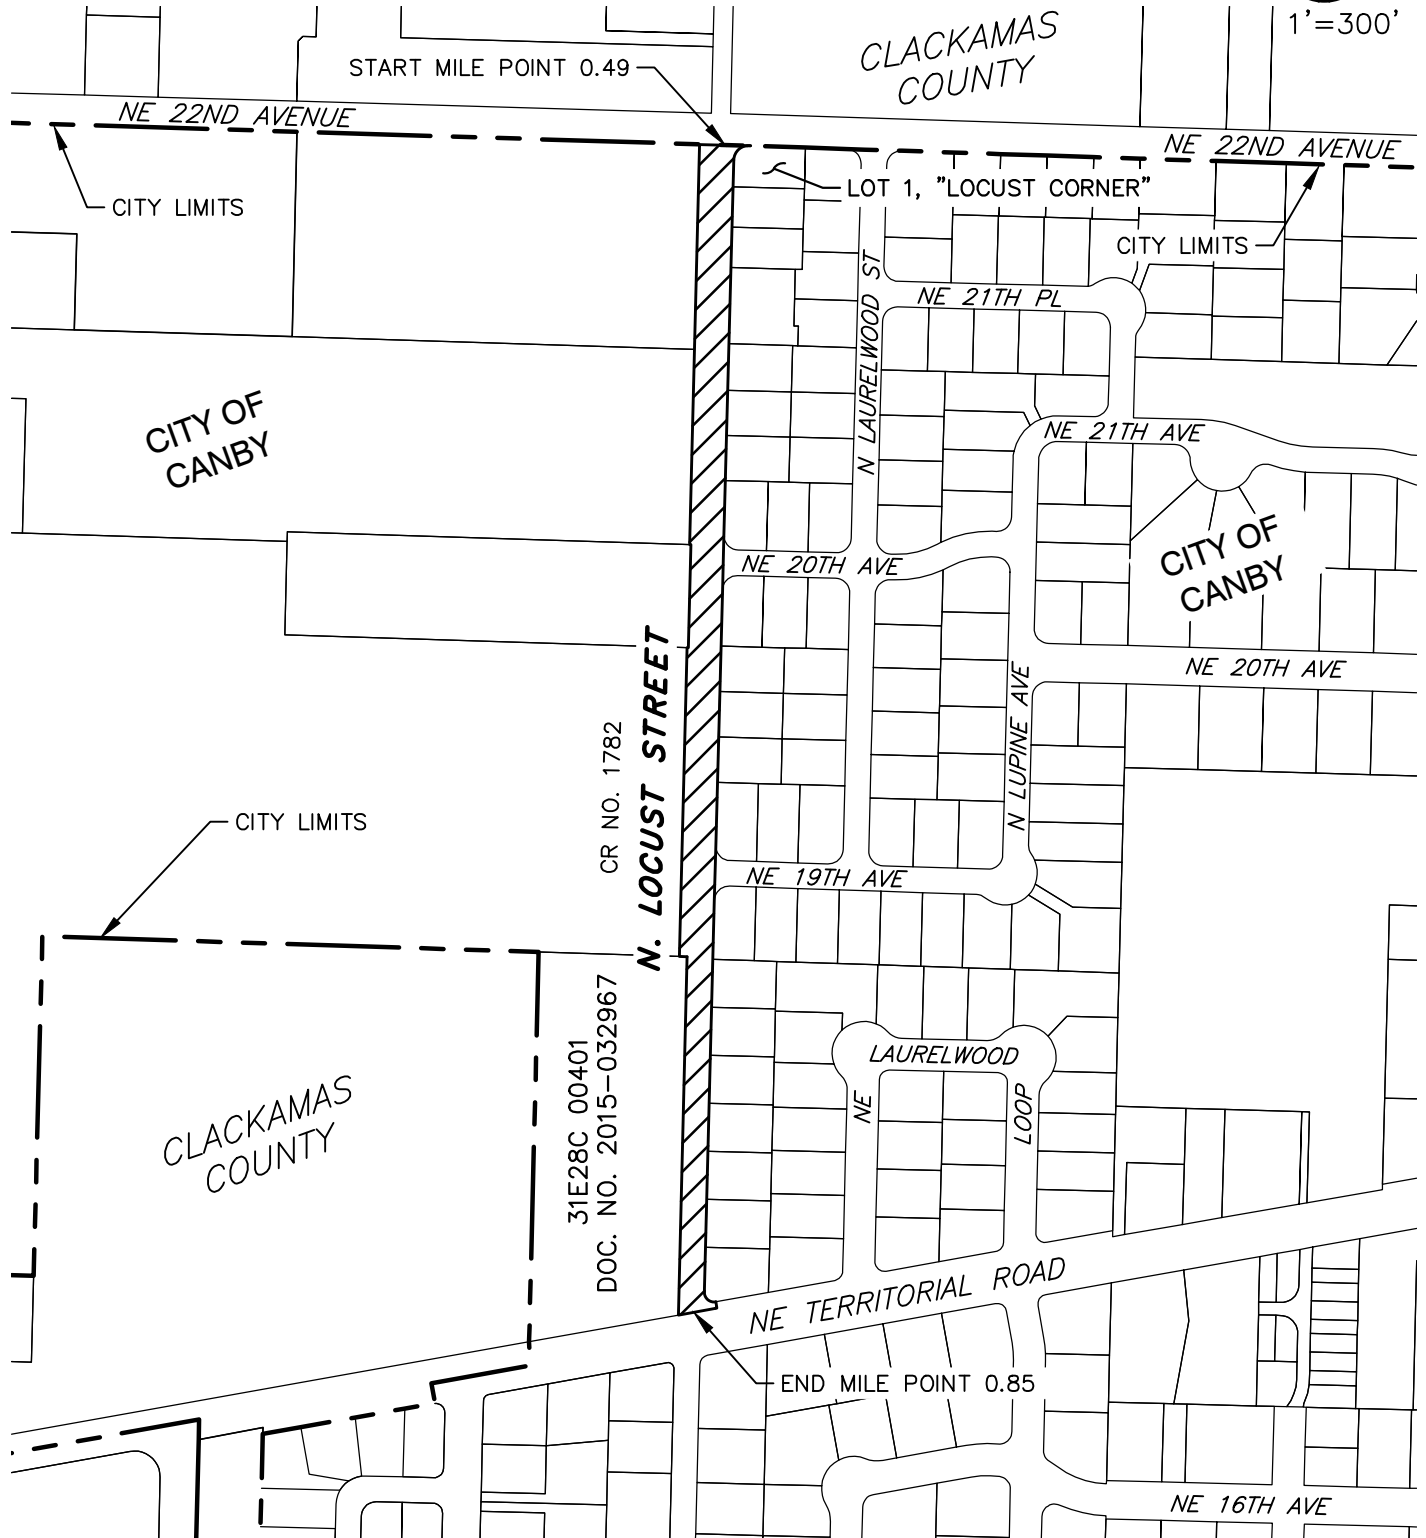 1'=300'
CLACKAMAS
COUNTY
START MILE POINT 0.49
NE 22ND AVENUE
NE 22ND AVENUE
LOT 1, "LOCUST CORNER"
CITY LIMITS
CITY LIMITS
N LAURELWOOD ST
NE 21TH PL
CITY OF
CANBY
NE 21TH AVE
CITY OF
CANBY
NE 20TH AVE
NE 20TH AVE
N. LOCUST STREET
CR NO. 1782
N LUPINE AVE
CITY LIMITS
NE 19TH AVE
31E28C 00401
DOC. NO. 2015-032967
LAURELWOOD
NE
LOOP
CLACKAMAS
COUNTY
NE TERRITORIAL ROAD
END MILE POINT 0.85
NE 16TH AVE